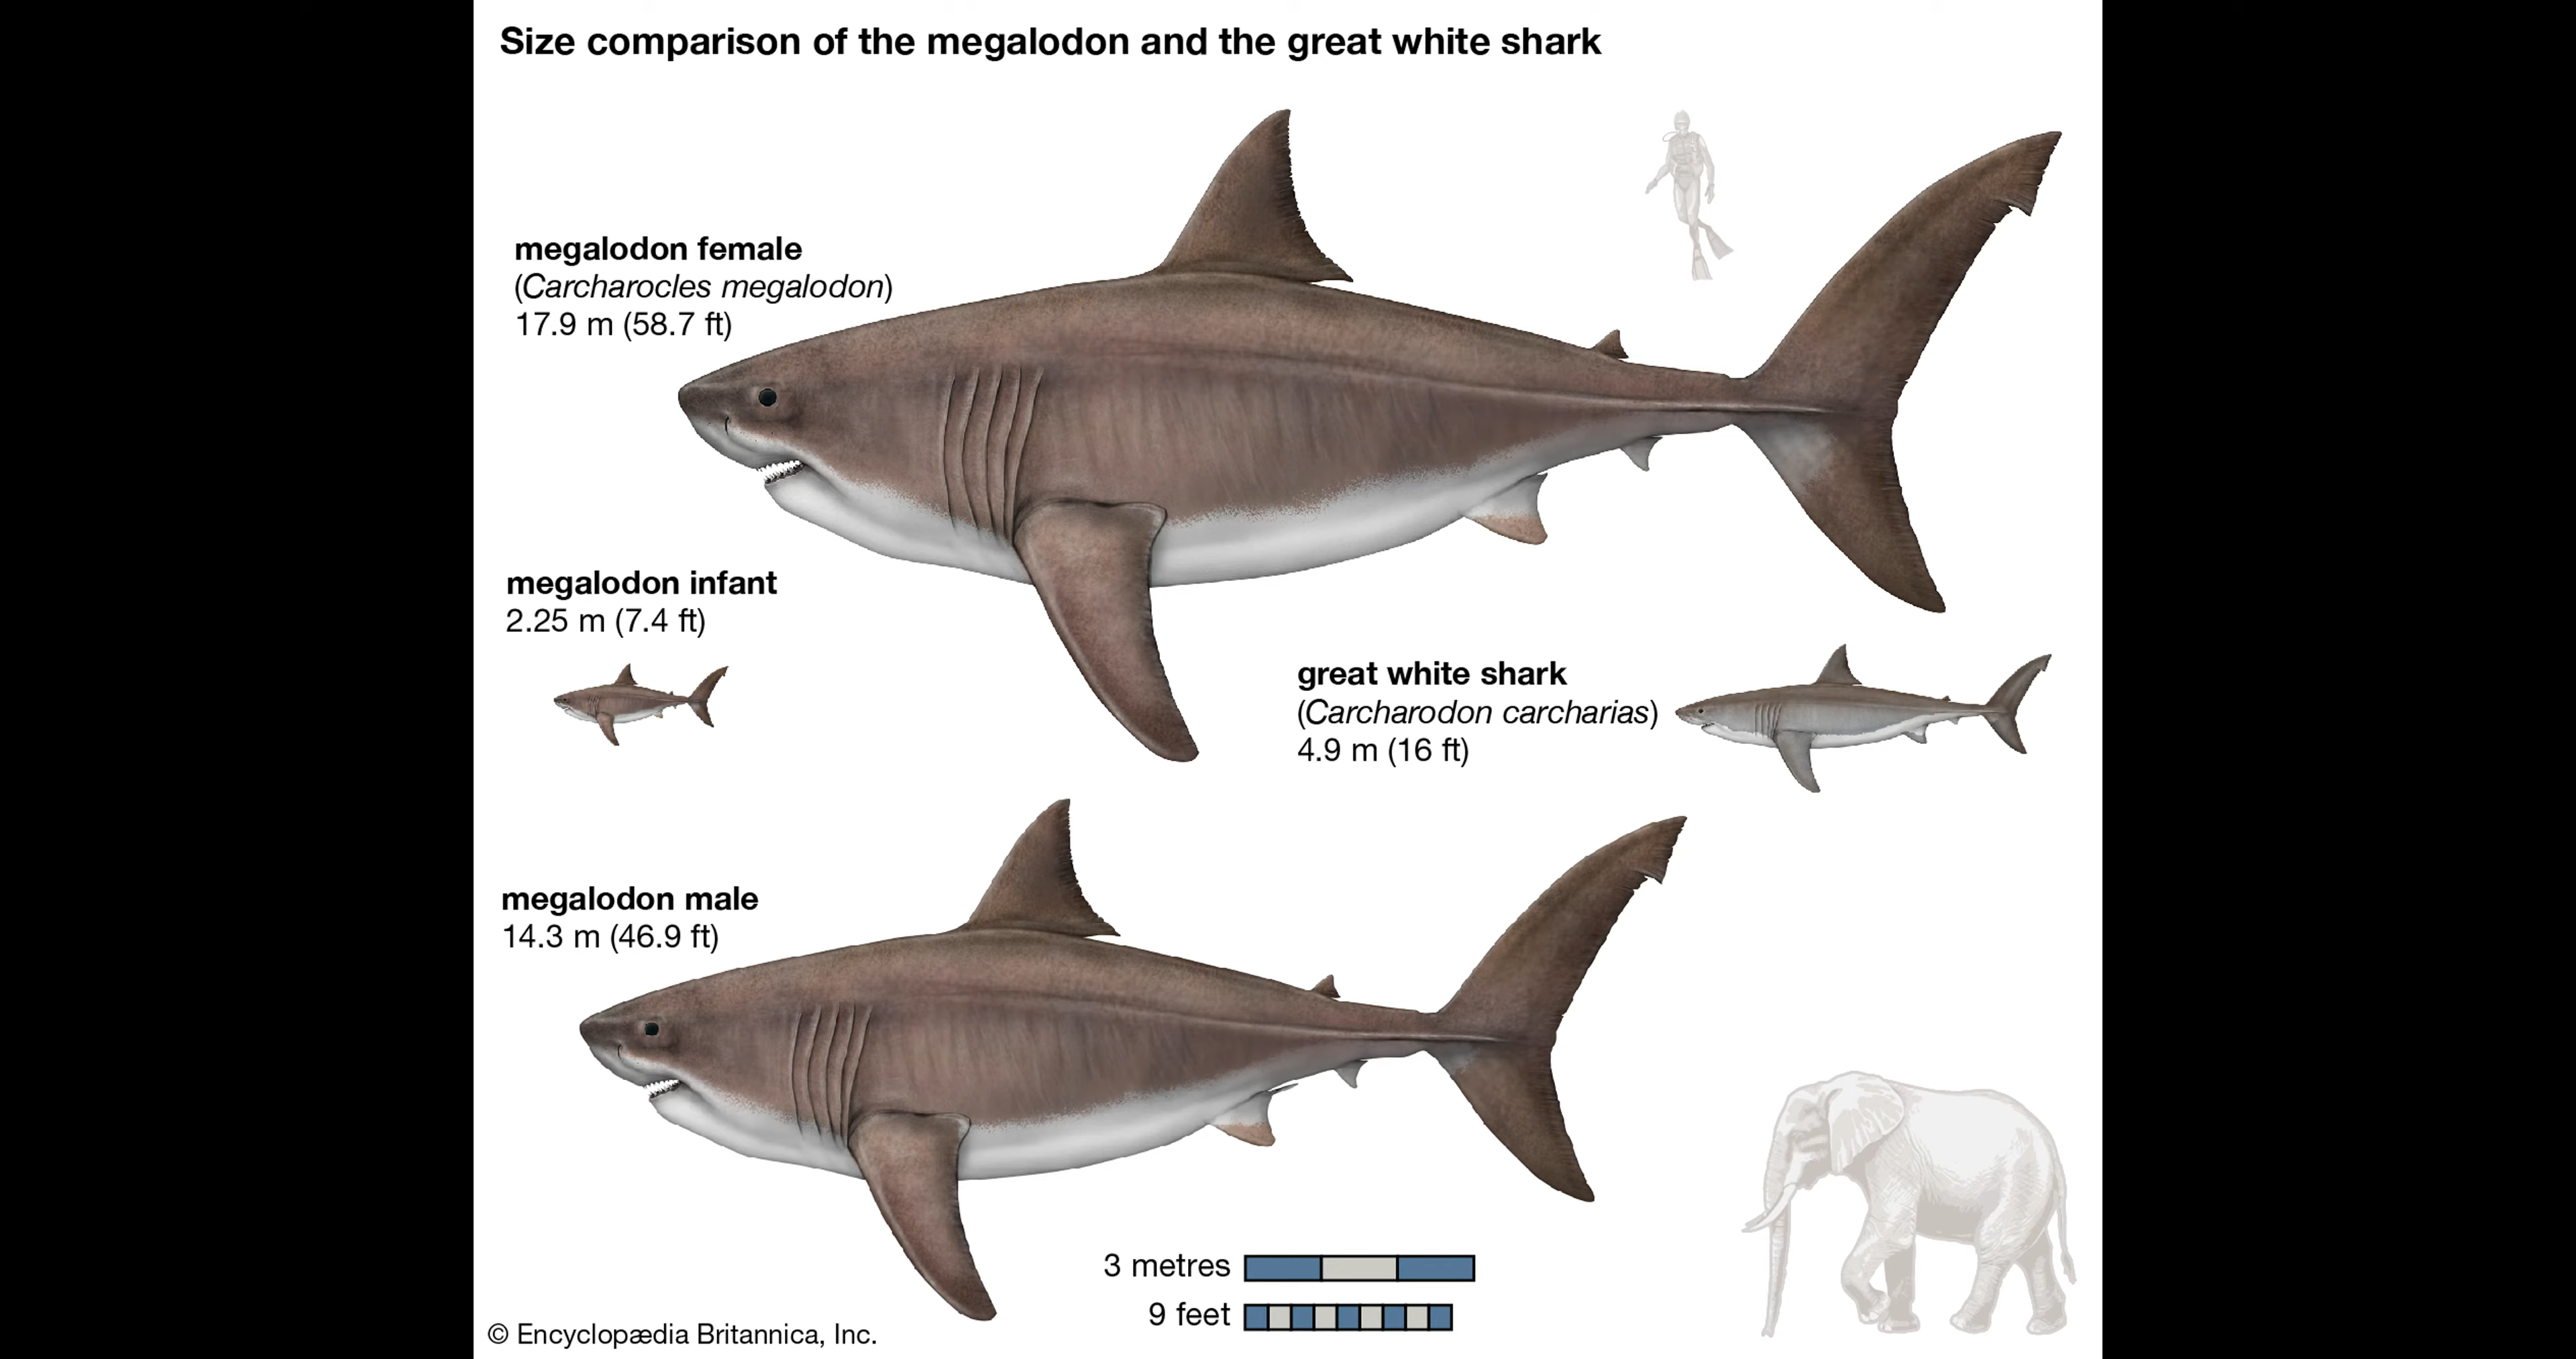 Size comparison of the megalodon and the great white shark
megalodon female
(Carcharocles megalodon)
17.9 m (58.7 ft)
megalodon infant
2.25 m (7.4 ft)
great white shark
(Carcharodon carcharias)
4.9 m (16 ft)
megalodon male
14.3 m (46.9 ft)
3 metres
9 feet
© Encyclopædia Britannica, Inc.